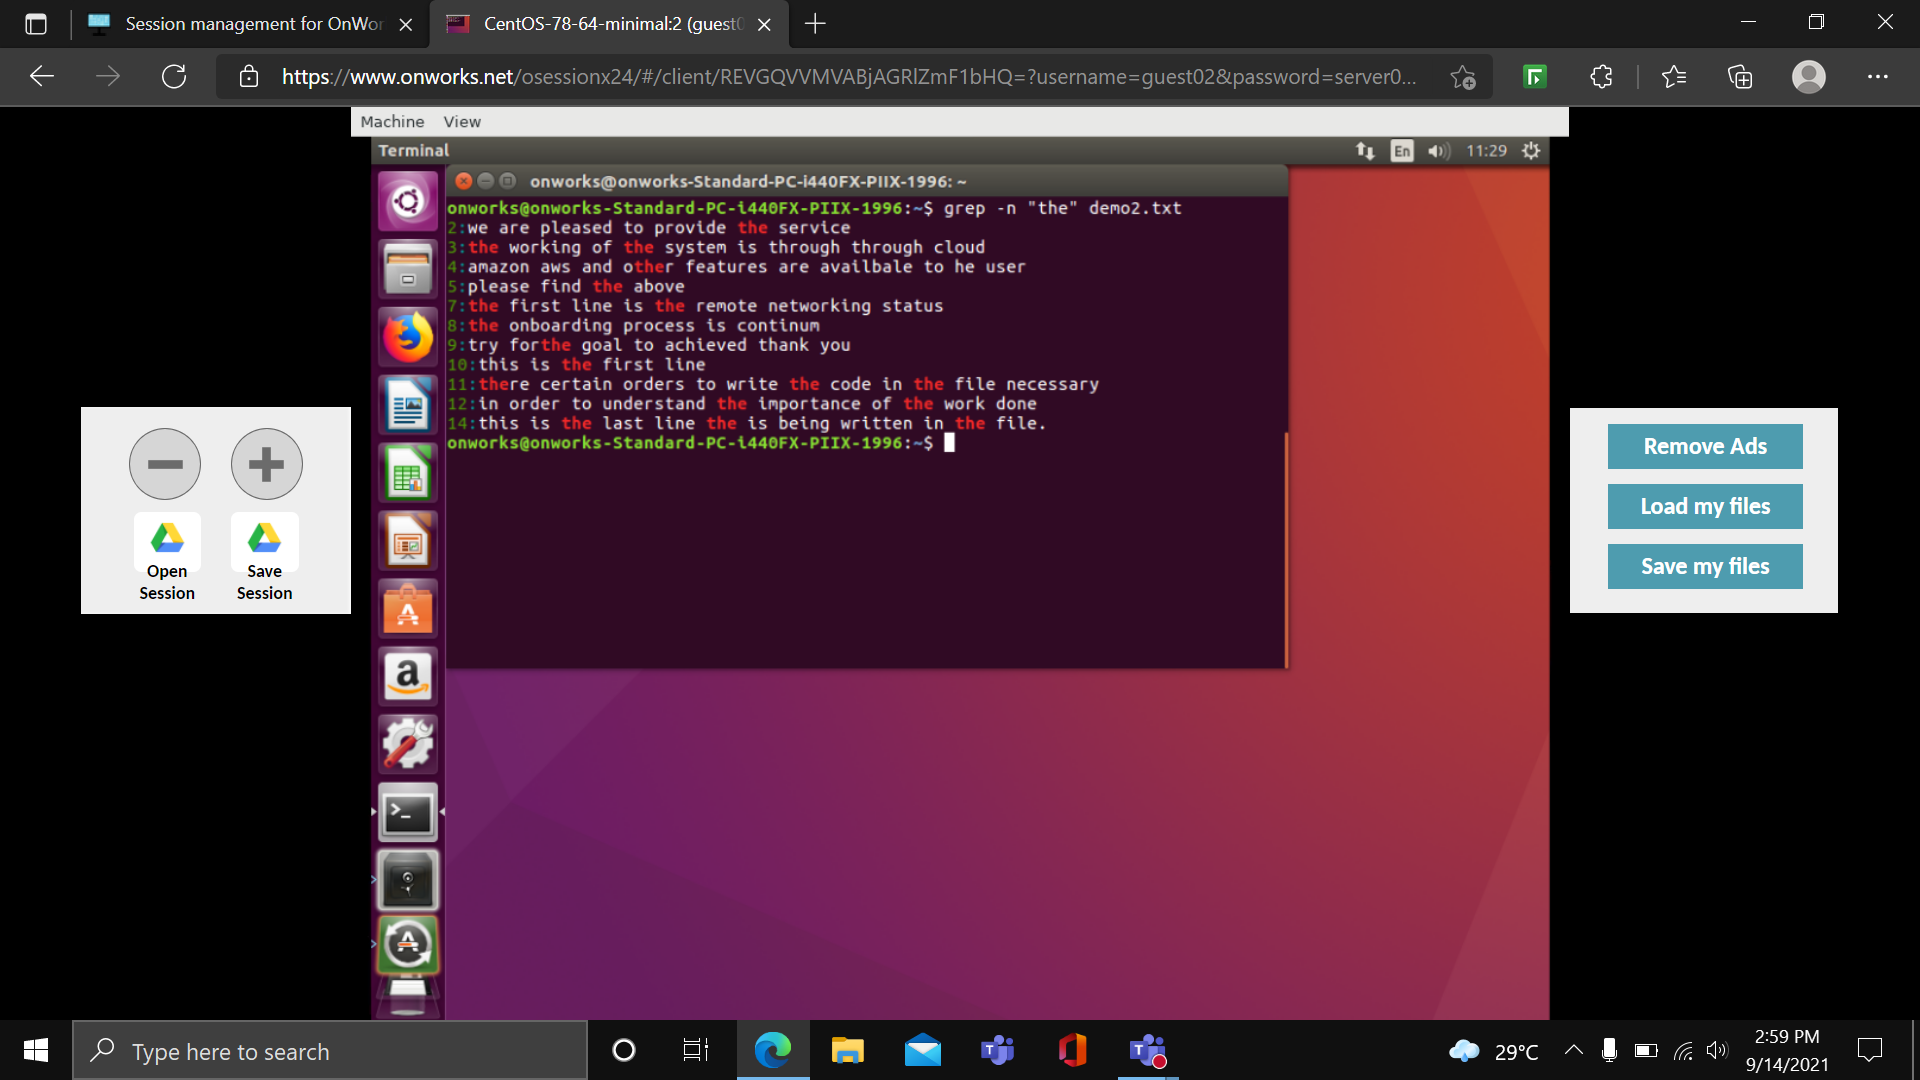 Session management for OnWor
CentOS-78-64-minimal:2 (guest0
https://www.onworks.net/osessionx24/#/client/REVGQVVMVABjAGRlZmF1bHQ=?username=guest02&password=server0...
Machine View
Terminal
En
11:29
onworks@onworks-Standard-PC-i440FX-PIIX-1996: ~
onworks@onworks-Standard-PC-i440FX-PIIX-1996:~$ grep -n "the" demo2.txt
2:we are pleased to provide the service
3:the working of the system is through through cloud
4:amazon aws and other features are availbale to he user
5:please find the above
7:the first line is the remote networking status
8:the onboarding process is continum
9:try forthe goal to achieved thank you
10:this is the first line
11:there certain orders to write the code in the file necessary
12:in order to understand the importance of the work done
14:this is the last line the is being written in the file.
onworks@onworks-Standard-PC-i440FX-PIIX-1996:~$
Open Session
Save Session
Remove Ads
Load my files
Save my files
Type here to search
29°C
2:59 PM
9/14/2021